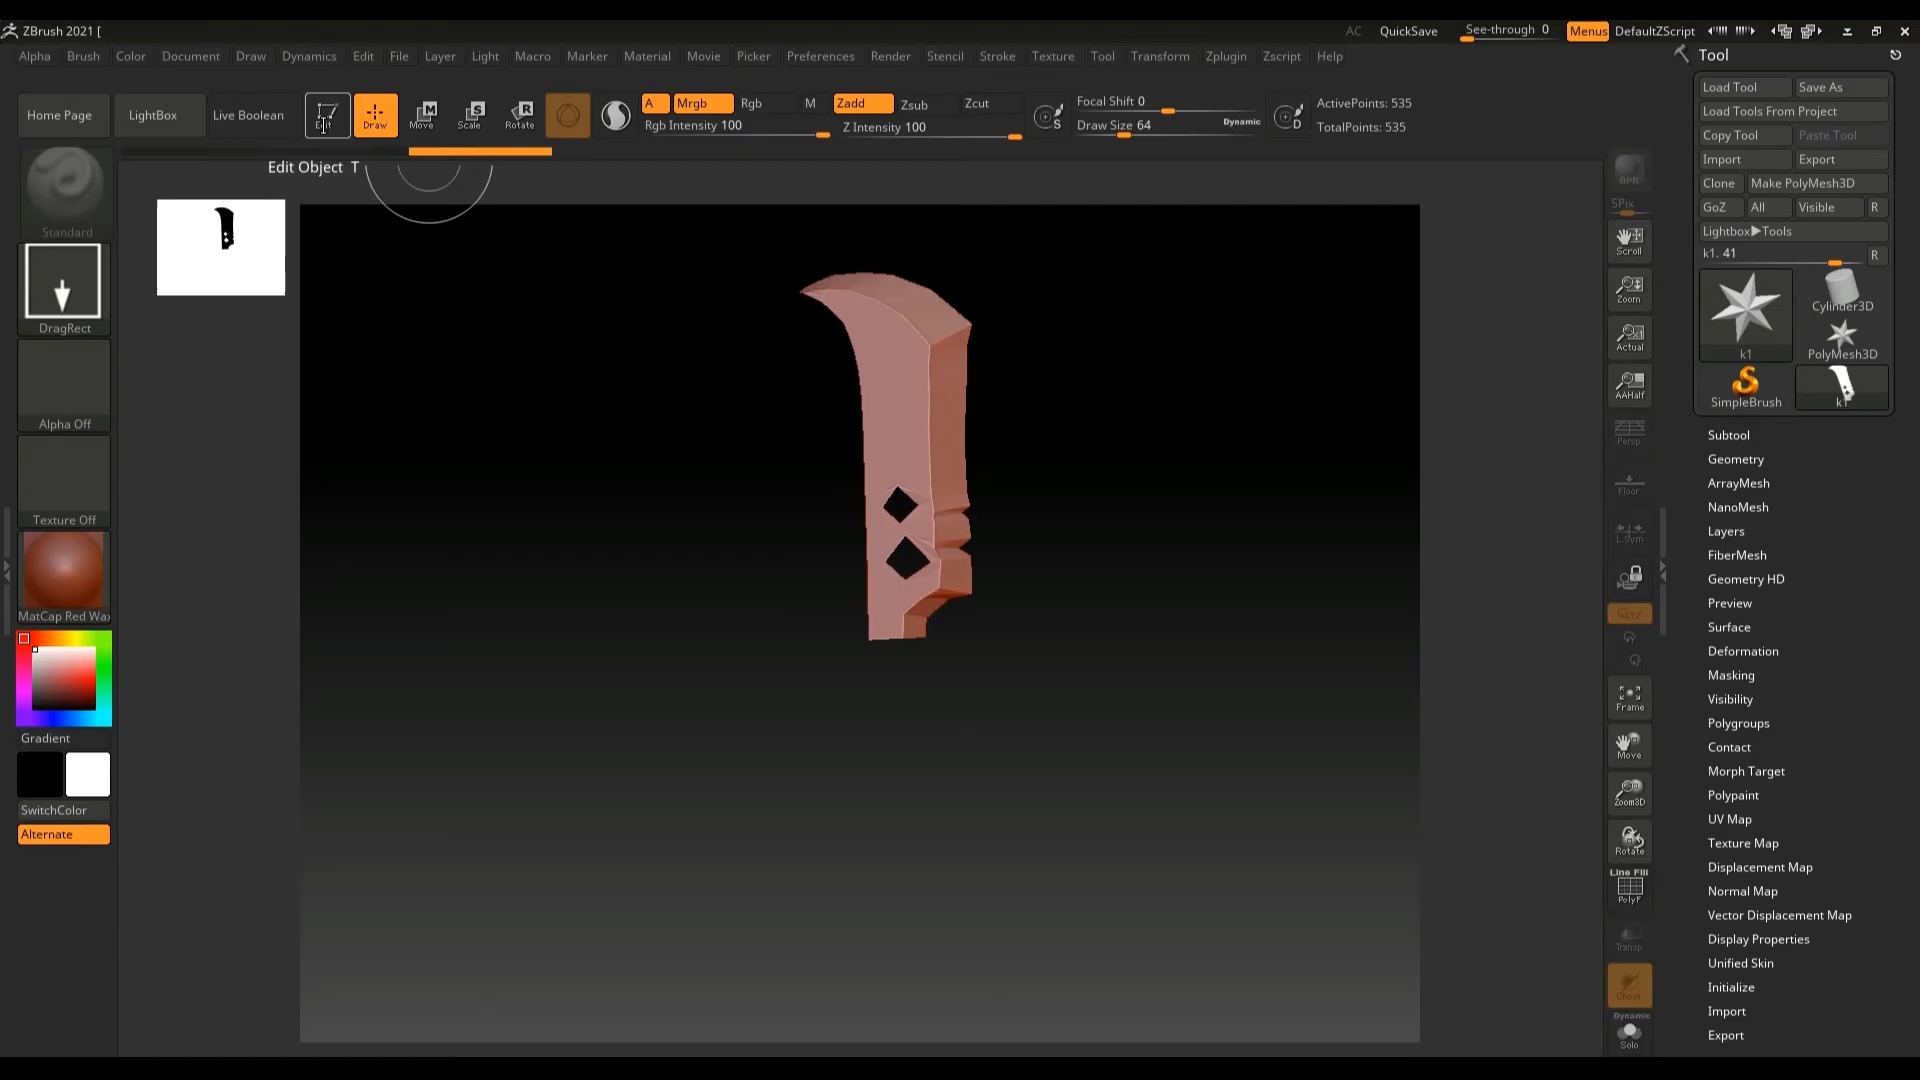 ZBrush 2021 [
AC QuickSave See-through 0 Menus DefaultZScript
Alpha Brush Color Document Draw Dynamics Edit File Layer Light Macro Marker Material Movie Picker Preferences Render Stencil Stroke Texture Tool Transform Zplugin Zscript Help
Tool
Home Page LightBox Live Boolean Edit Draw Move Scale Rotate
M S R
A Mrgb Rgb M Zadd Zsub Zcut
Rgb Intensity 100 Z Intensity 100
S Focal Shift 0
Draw Size 64 Dynamic
D ActivePoints: 535
TotalPoints: 535
Edit Object T
Standard
DragRect
Alpha Off
Texture Off
MatCap Red Wax
Gradient
SwitchColor
Alternate
BPR
SPix
Scroll
Zoom
Actual
AAHalf
Persp
Floor
L.Sym
XYZ
Frame
Move
Zoom3D
Rotate
Line Fill
PolyF
Transp
Ghost
Dynamic
Solo
Load Tool Save As
Load Tools From Project
Copy Tool Paste Tool
Import Export
Clone Make PolyMesh3D
GoZ All Visible R
Lightbox▶Tools
k1. 41 R
k1
Cylinder3D
PolyMesh3D
SimpleBrush
k1
Subtool
Geometry
ArrayMesh
NanoMesh
Layers
FiberMesh
Geometry HD
Preview
Surface
Deformation
Masking
Visibility
Polygroups
Contact
Morph Target
Polypaint
UV Map
Texture Map
Displacement Map
Normal Map
Vector Displacement Map
Display Properties
Unified Skin
Initialize
Import
Export